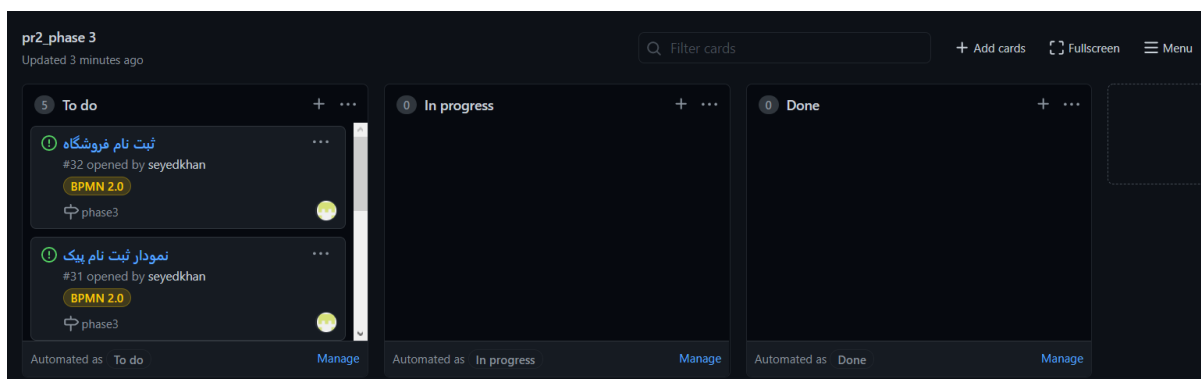 pr2_phase 3
Updated 3 minutes ago
Filter cards
Add cards
Fullscreen
Menu
5 To do
ثبت نام فروشگاه
#32 opened by seyedkhan
BPMN 2.0
phase3
نمودار ثبت نام پیک
#31 opened by seyedkhan
BPMN 2.0
phase3
Automated as To do
Manage
0 In progress
Automated as In progress
Manage
0 Done
Automated as Done
Manage